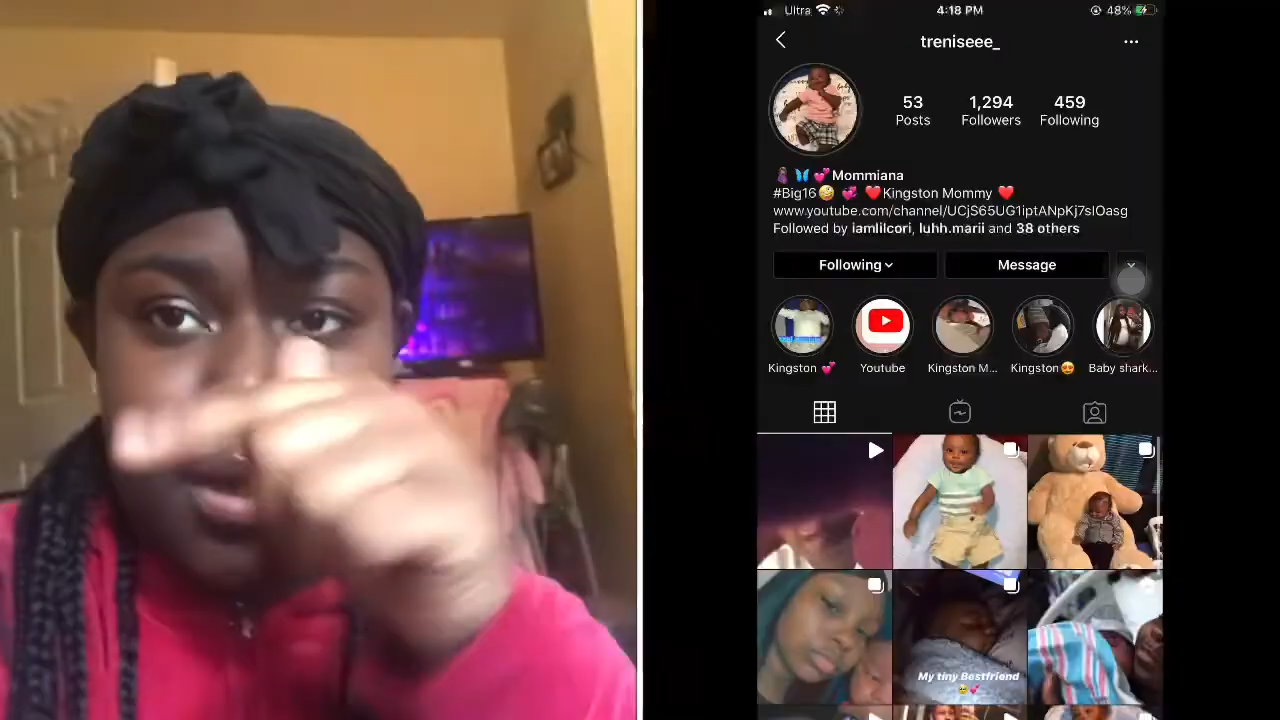 Ultra 4:18 PM 48%
treniseee_
53 1,294 459
Posts Followers Following
🤰🏾 🦋 💕Mommiana
#Big16🤪 💞 ❤️Kingston Mommy ❤️
www.youtube.com/channel/UCjS65UG1iptANpKj7slOasg
Followed by iamlilcori, luhh.marii and 38 others
Following Message
Kingston 💕 Youtube Kingston M... Kingston😍 Baby shark...
My tiny Bestfriend